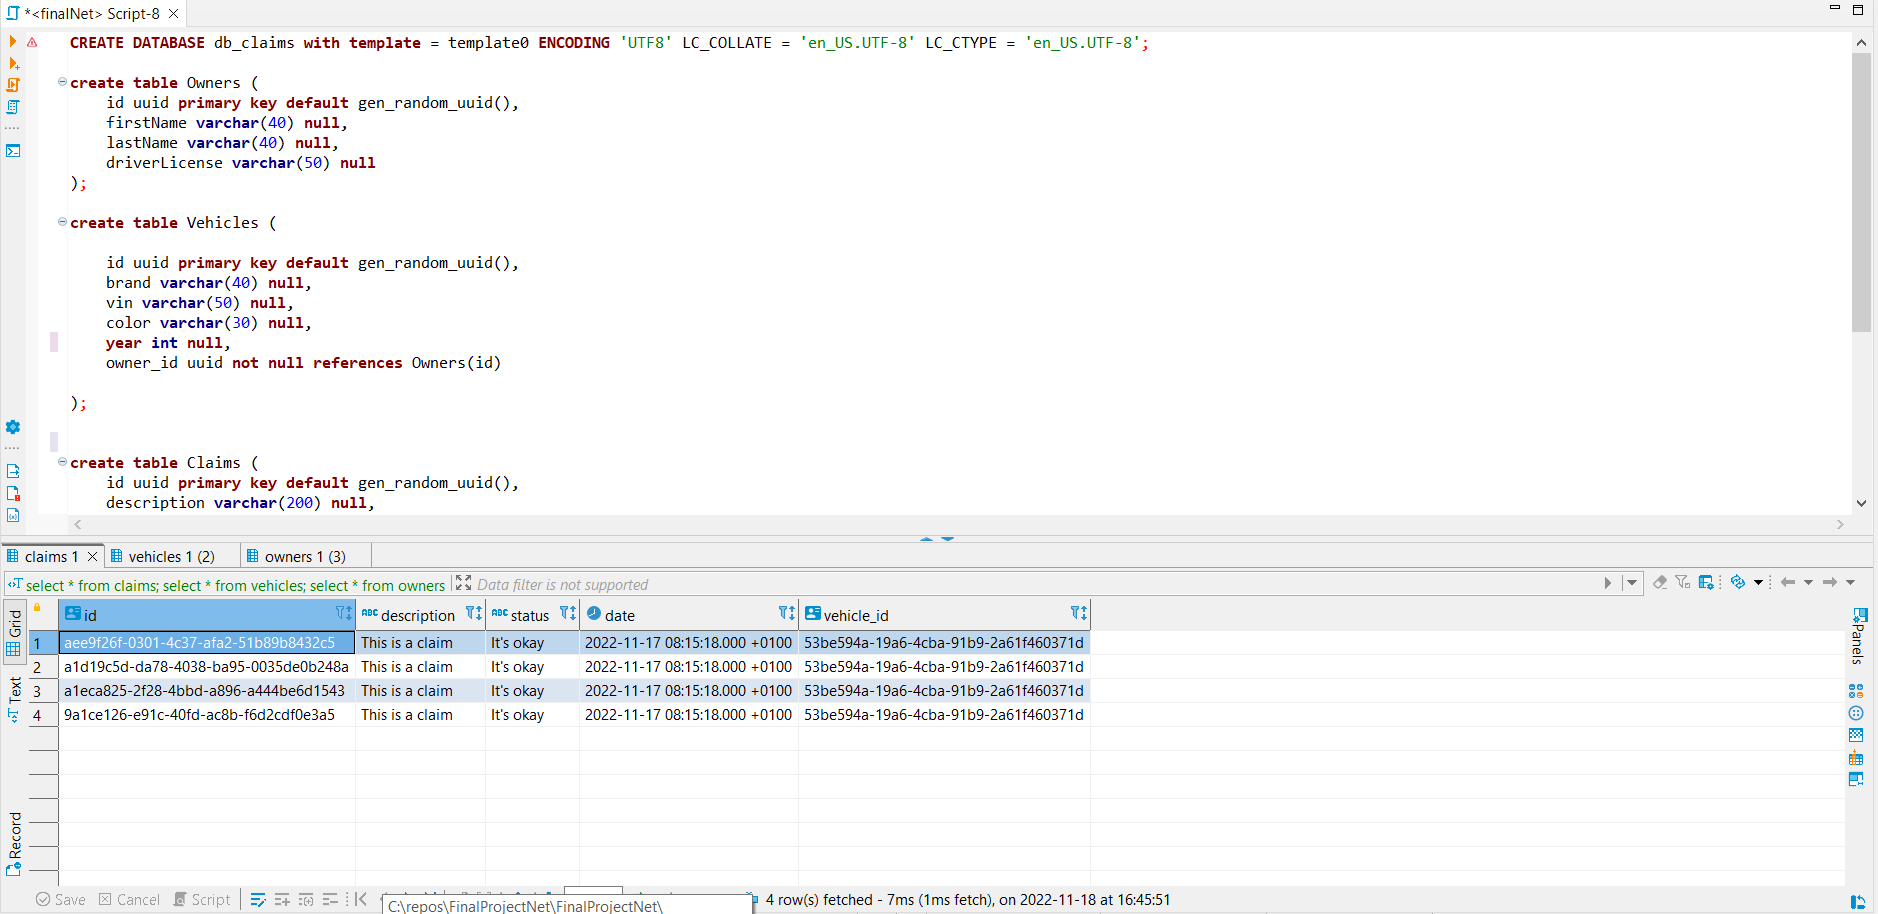 *<finalNet> Script-8
CREATE DATABASE db_claims with template = template0 ENCODING 'UTF8' LC_COLLATE = 'en_US.UTF-8' LC_CTYPE = 'en_US.UTF-8';
create table Owners (
id uuid primary key default gen_random_uuid(),
firstName varchar(40) null,
lastName varchar(40) null,
driverLicense varchar(50) null
);
create table Vehicles (
id uuid primary key default gen_random_uuid(),
brand varchar(40) null,
vin varchar(50) null,
color varchar(30) null,
year int null,
owner_id uuid not null references Owners(id)
);
create table Claims (
id uuid primary key default gen_random_uuid(),
description varchar(200) null,
claims 1 vehicles 1 (2) owners 1 (3)
select * from claims; select * from vehicles; select * from owners Data filter is not supported
Grid
Text
Record
id ABC description ABC status date vehicle_id
1 aee9f26f-0301-4c37-afa2-51b89b8432c5 This is a claim It's okay 2022-11-17 08:15:18.000 +0100 53be594a-19a6-4cba-91b9-2a61f460371d
2 a1d19c5d-da78-4038-ba95-0035de0b248a This is a claim It's okay 2022-11-17 08:15:18.000 +0100 53be594a-19a6-4cba-91b9-2a61f460371d
3 a1eca825-2f28-4bbd-a896-a444be6d1543 This is a claim It's okay 2022-11-17 08:15:18.000 +0100 53be594a-19a6-4cba-91b9-2a61f460371d
4 9a1ce126-e91c-40fd-ac8b-f6d2cdf0e3a5 This is a claim It's okay 2022-11-17 08:15:18.000 +0100 53be594a-19a6-4cba-91b9-2a61f460371d
Panels
Save Cancel Script
C:\repos\FinalProjectNet\FinalProjectNet\
4 row(s) fetched - 7ms (1ms fetch), on 2022-11-18 at 16:45:51